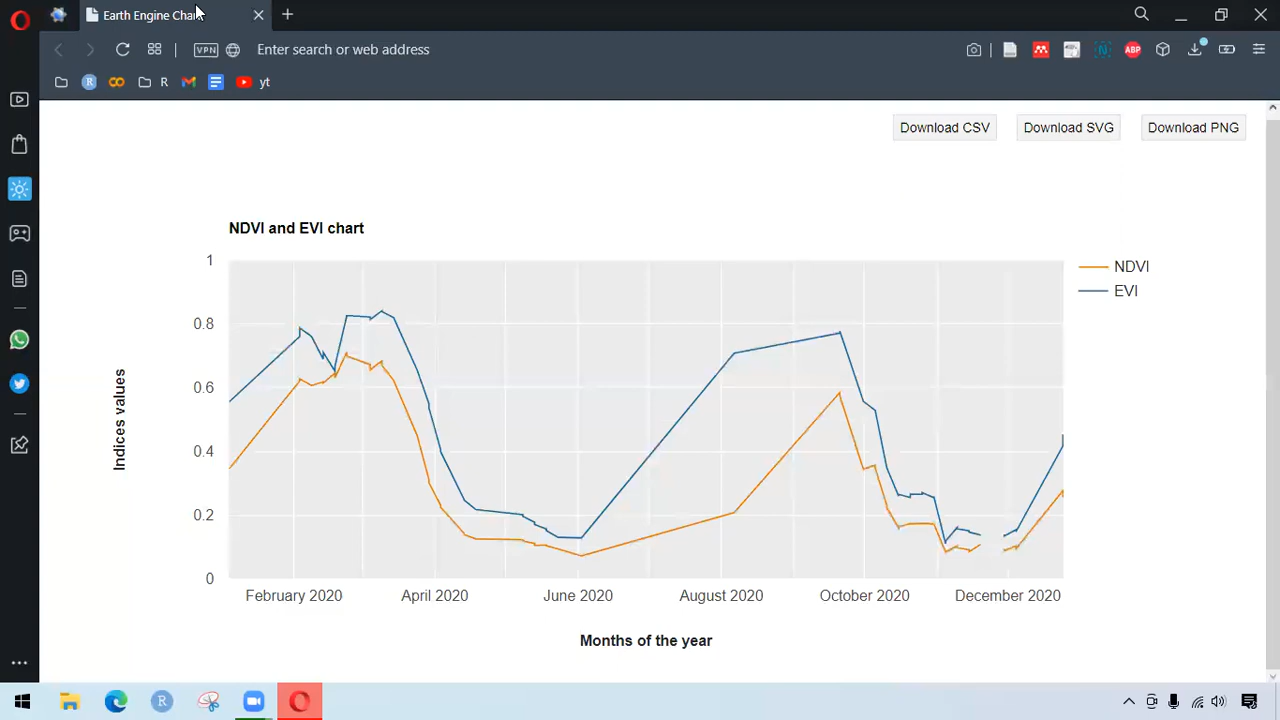 Earth Engine Cha
VPN
Enter search or web address
N
ABP
R
R
M
yt
Download CSV
Download SVG
Download PNG
NDVI and EVI chart
1
0.8
0.6
0.4
0.2
0
Indices values
NDVI
EVI
February 2020
April 2020
June 2020
August 2020
October 2020
December 2020
Months of the year
R